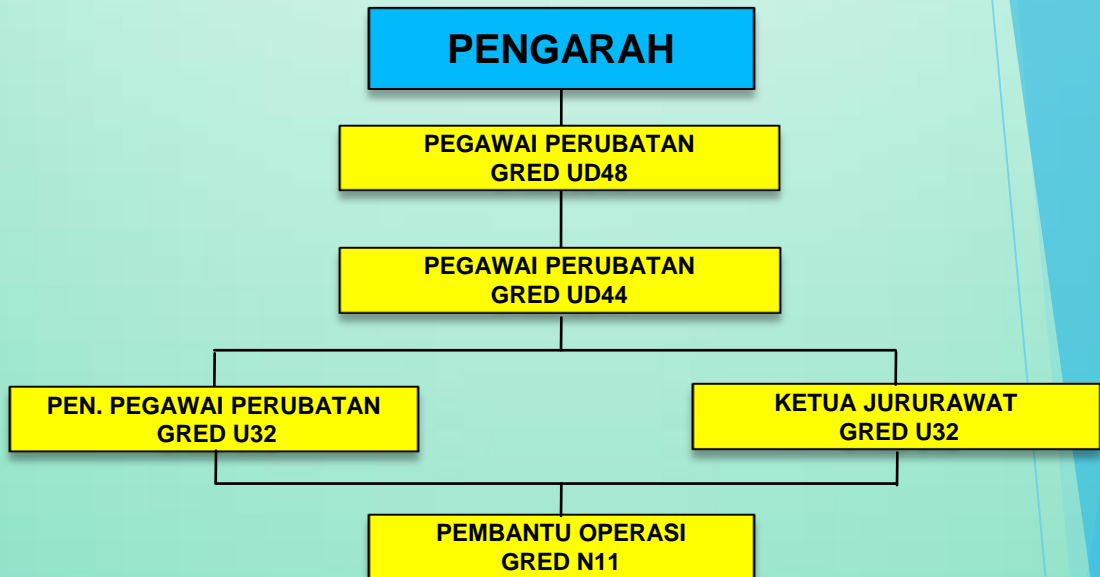 PENGARAH
PEGAWAI PERUBATAN
GRED UD48
PEGAWAI PERUBATAN
GRED UD44
PEN. PEGAWAI PERUBATAN
GRED U32
KETUA JURURAWAT
GRED U32
PEMBANTU OPERASI
GRED N11